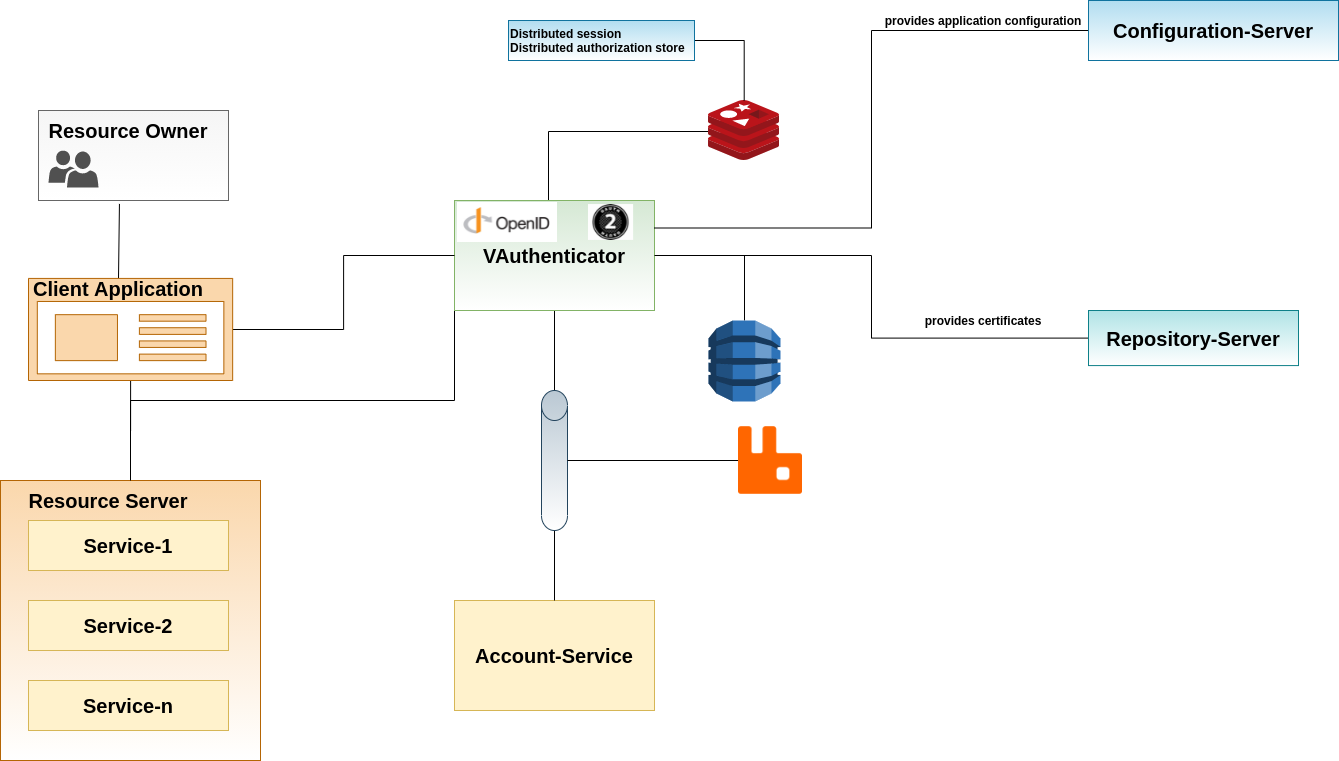 provides application configuration
Configuration-Server
Distributed session
Distributed authorization store
Resource Owner
OpenID
2
VAuthenticator
Client Application
provides certificates
Repository-Server
Resource Server
Service-1
Service-2
Service-n
Account-Service